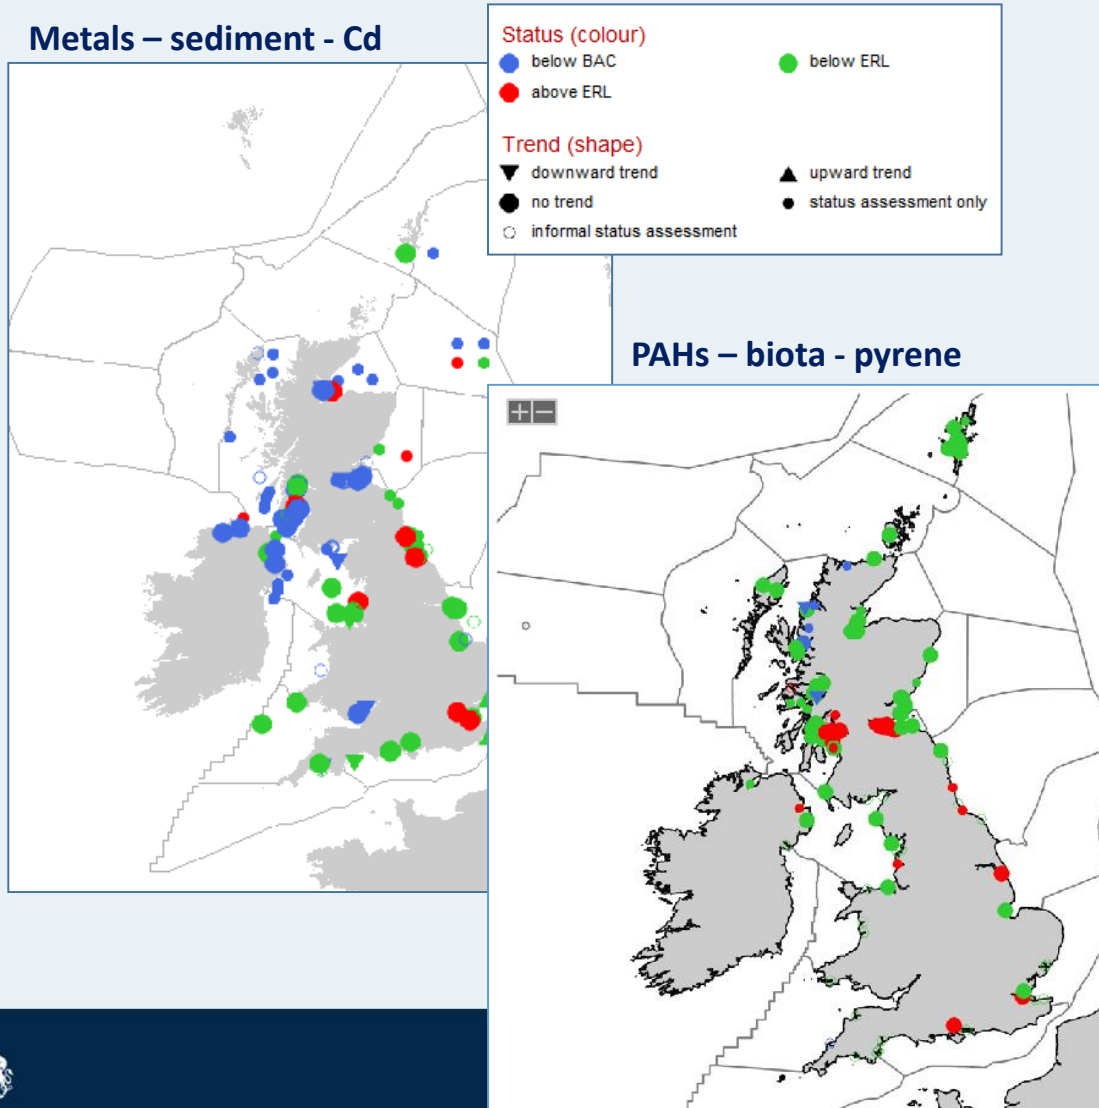 Metals – sediment - Cd
Status (colour)
below BAC
below ERL
above ERL
Trend (shape)
downward trend
upward trend
no trend
status assessment only
informal status assessment
PAHs – biota - pyrene
+ −